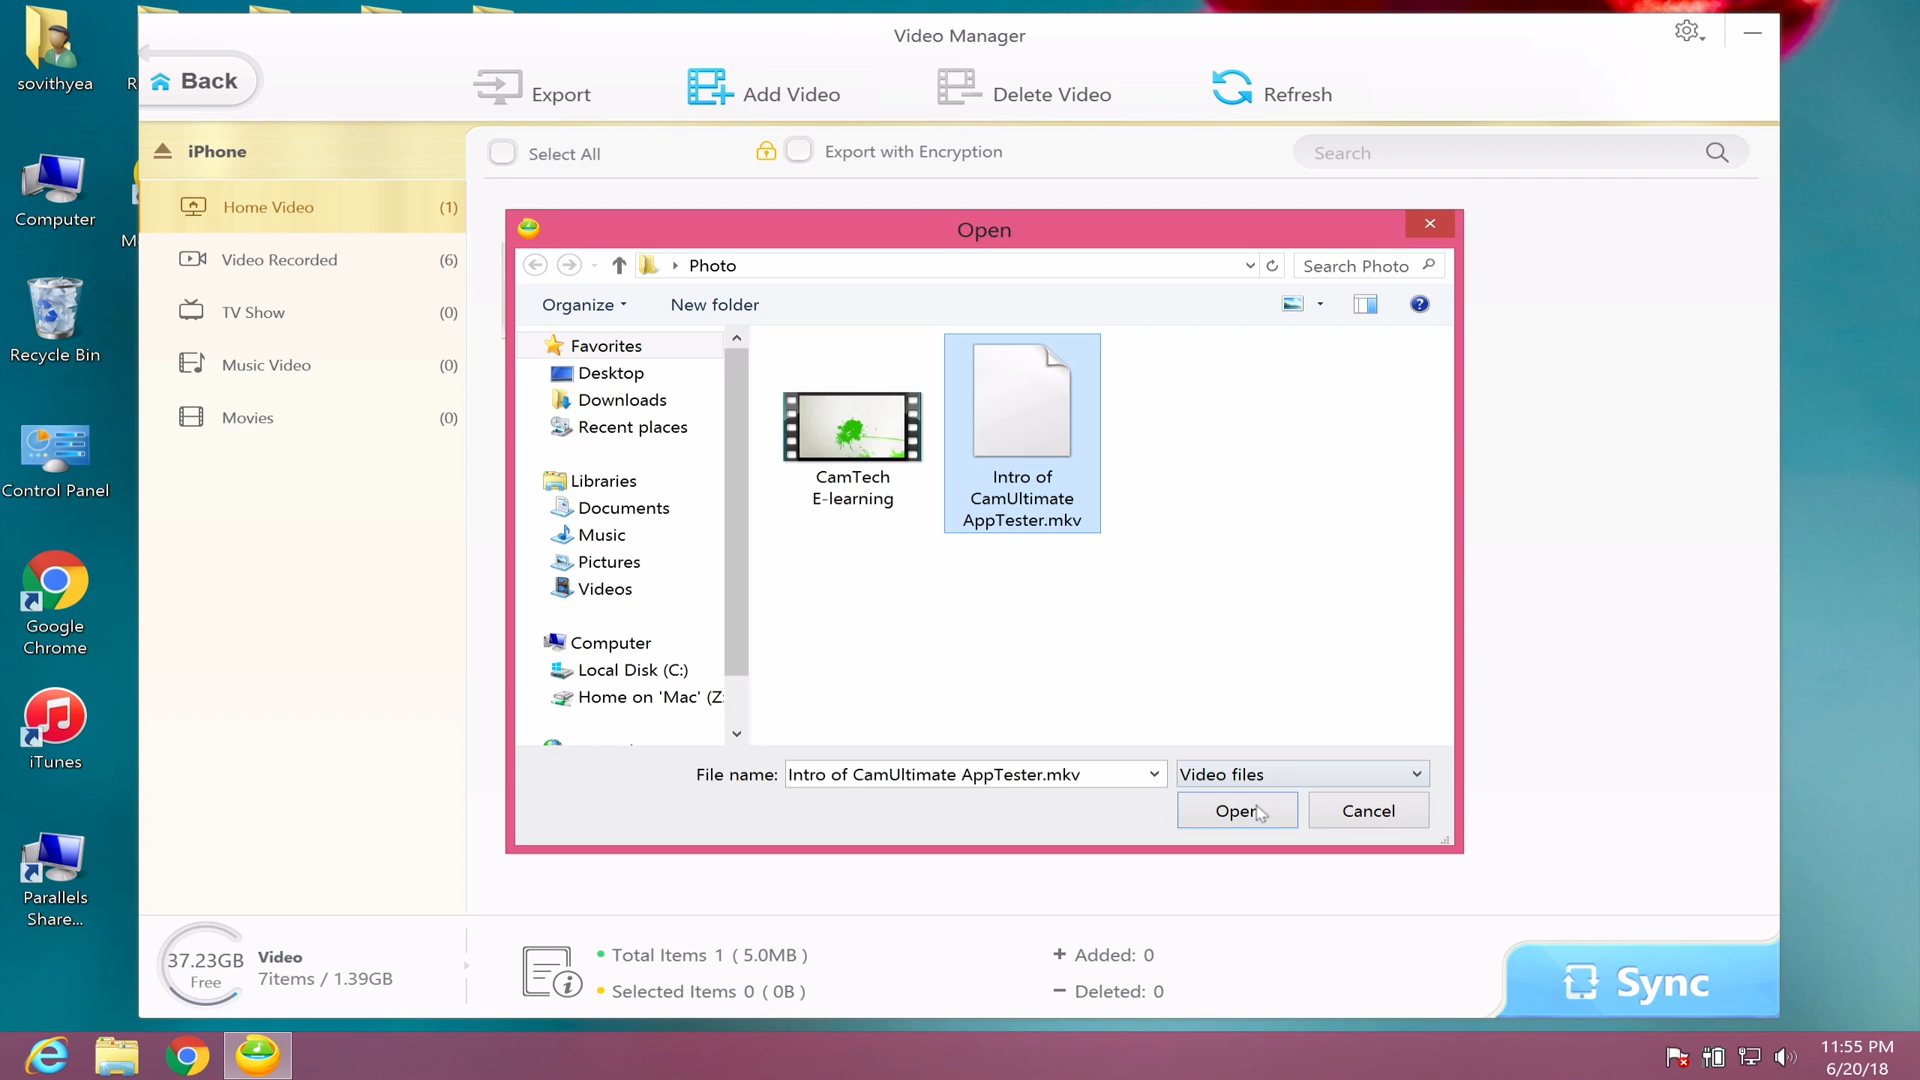 sovithyea
Computer
Recycle Bin
Control Panel
Google
Chrome
iTunes
Parallels
Share...
R
M
Video Manager
Back
Export
Add Video
Delete Video
Refresh
iPhone
Select All
Export with Encryption
Search
Home Video (1)
Video Recorded (6)
TV Show (0)
Music Video (0)
Movies (0)
Open
Photo
Search Photo
Organize
New folder
Favorites
Desktop
Downloads
Recent places
Libraries
Documents
Music
Pictures
Videos
Computer
Local Disk (C:)
Home on 'Mac' (Z:
CamTech
E-learning
Intro of
CamUltimate
AppTester.mkv
File name: Intro of CamUltimate AppTester.mkv
Video files
Open
Cancel
37.23GB
Free
Video
7items / 1.39GB
Total Items 1 ( 5.0MB )
Selected Items 0 ( 0B )
+ Added: 0
− Deleted: 0
Sync
11:55 PM
6/20/18